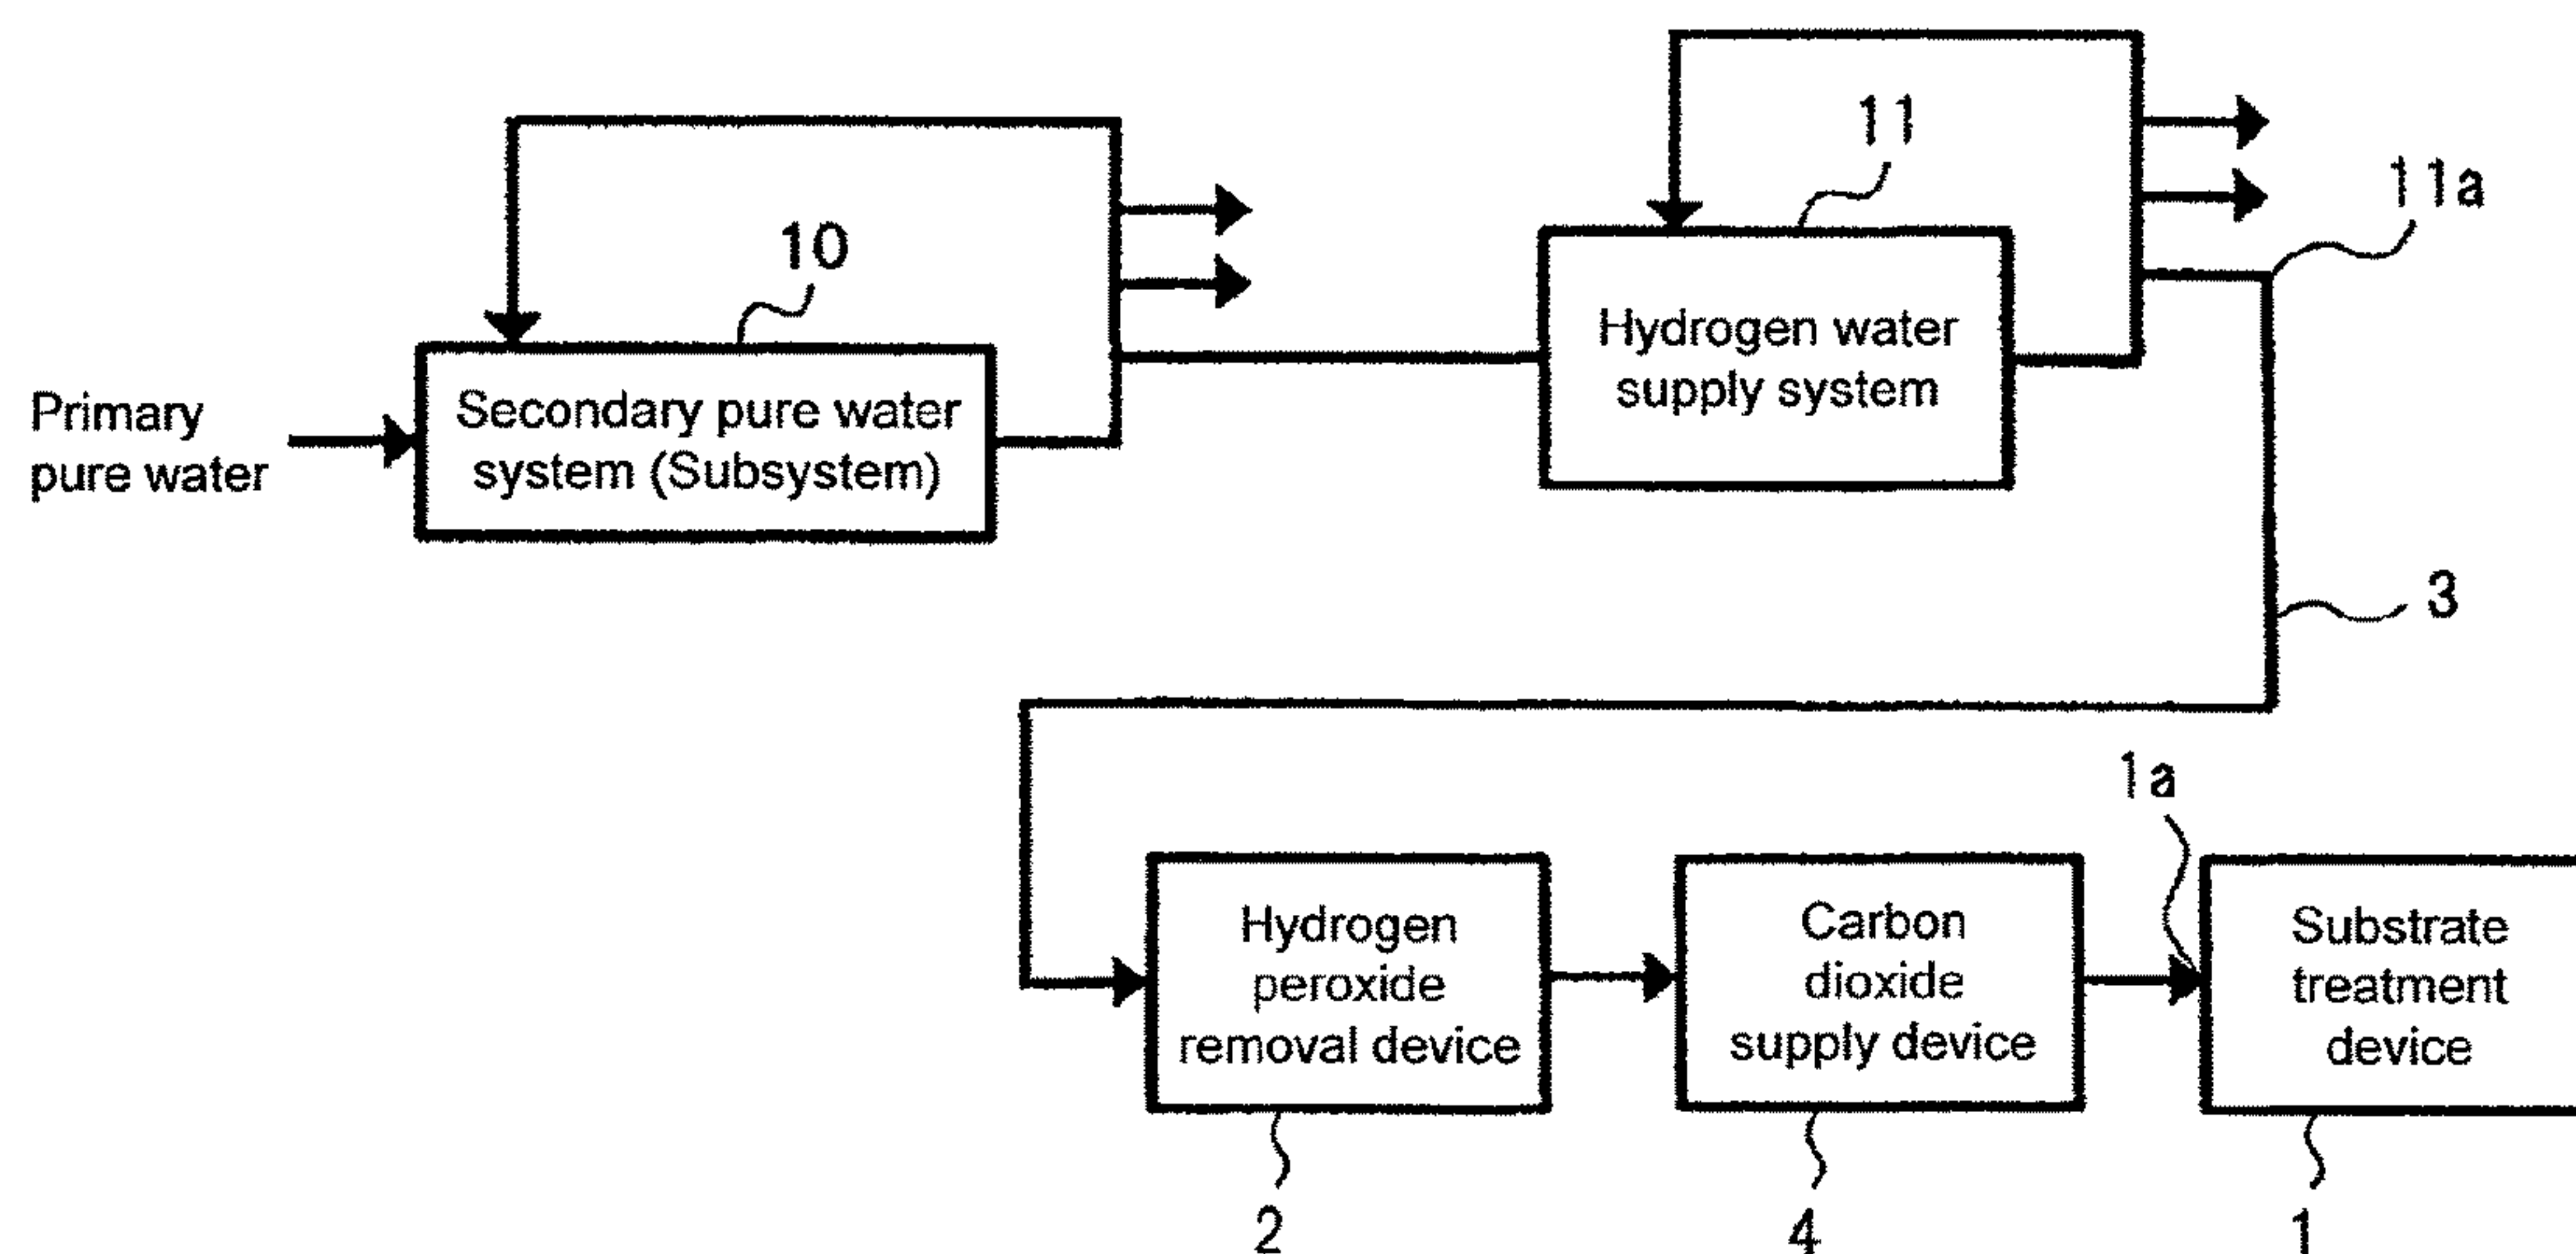 11
11a
10
Primary
pure water
Secondary pure water
system (Subsystem)
Hydrogen water
supply system
3
1a
Hydrogen
peroxide
removal device
Carbon
dioxide
supply device
Substrate
treatment
device
2
4
1